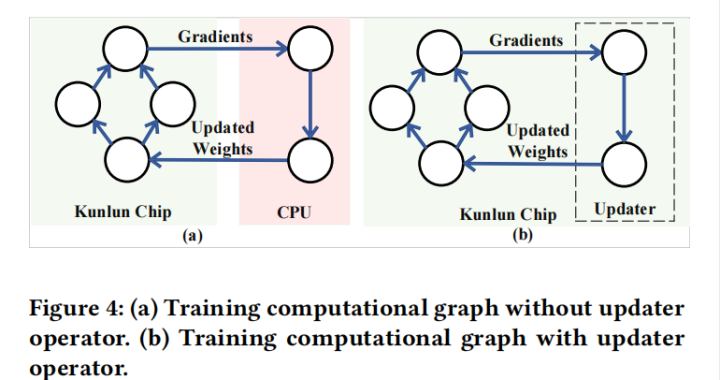 Gradients
Updated
Weights
Kunlun Chip
CPU
(a)
Gradients
Updated
Weights
Kunlun Chip
Updater
(b)
Figure 4: (a) Training computational graph without updater
operator. (b) Training computational graph with updater
operator.